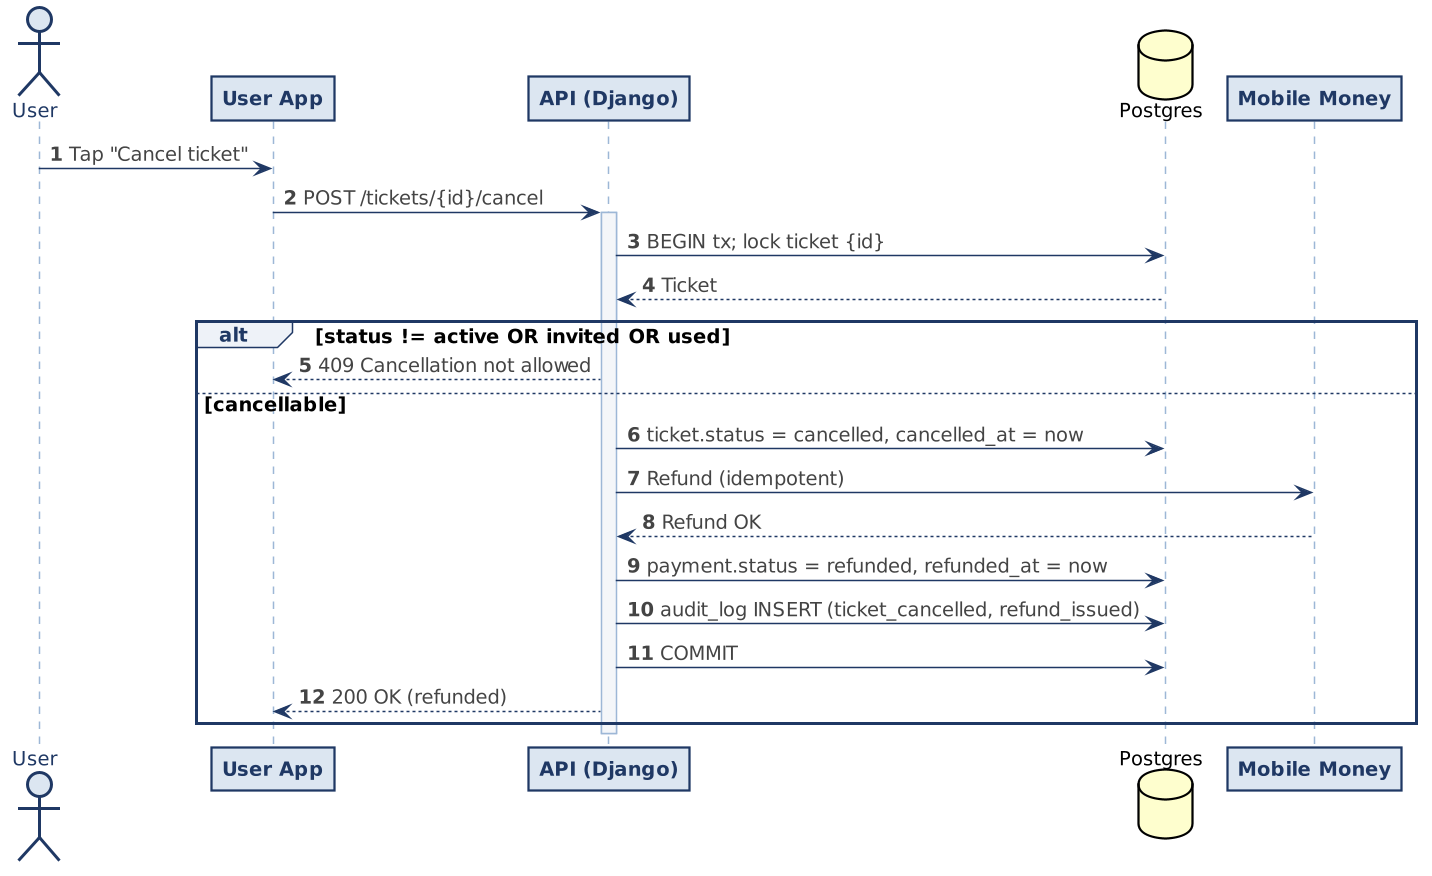 User
User App
API (Django)
Postgres
Mobile Money
1 Tap "Cancel ticket"
2 POST /tickets/{id}/cancel
3 BEGIN tx; lock ticket {id}
4 Ticket
alt [status != active OR invited OR used]
5 409 Cancellation not allowed
[cancellable]
6 ticket.status = cancelled, cancelled_at = now
7 Refund (idempotent)
8 Refund OK
9 payment.status = refunded, refunded_at = now
10 audit_log INSERT (ticket_cancelled, refund_issued)
11 COMMIT
12 200 OK (refunded)
User
User App
API (Django)
Postgres
Mobile Money